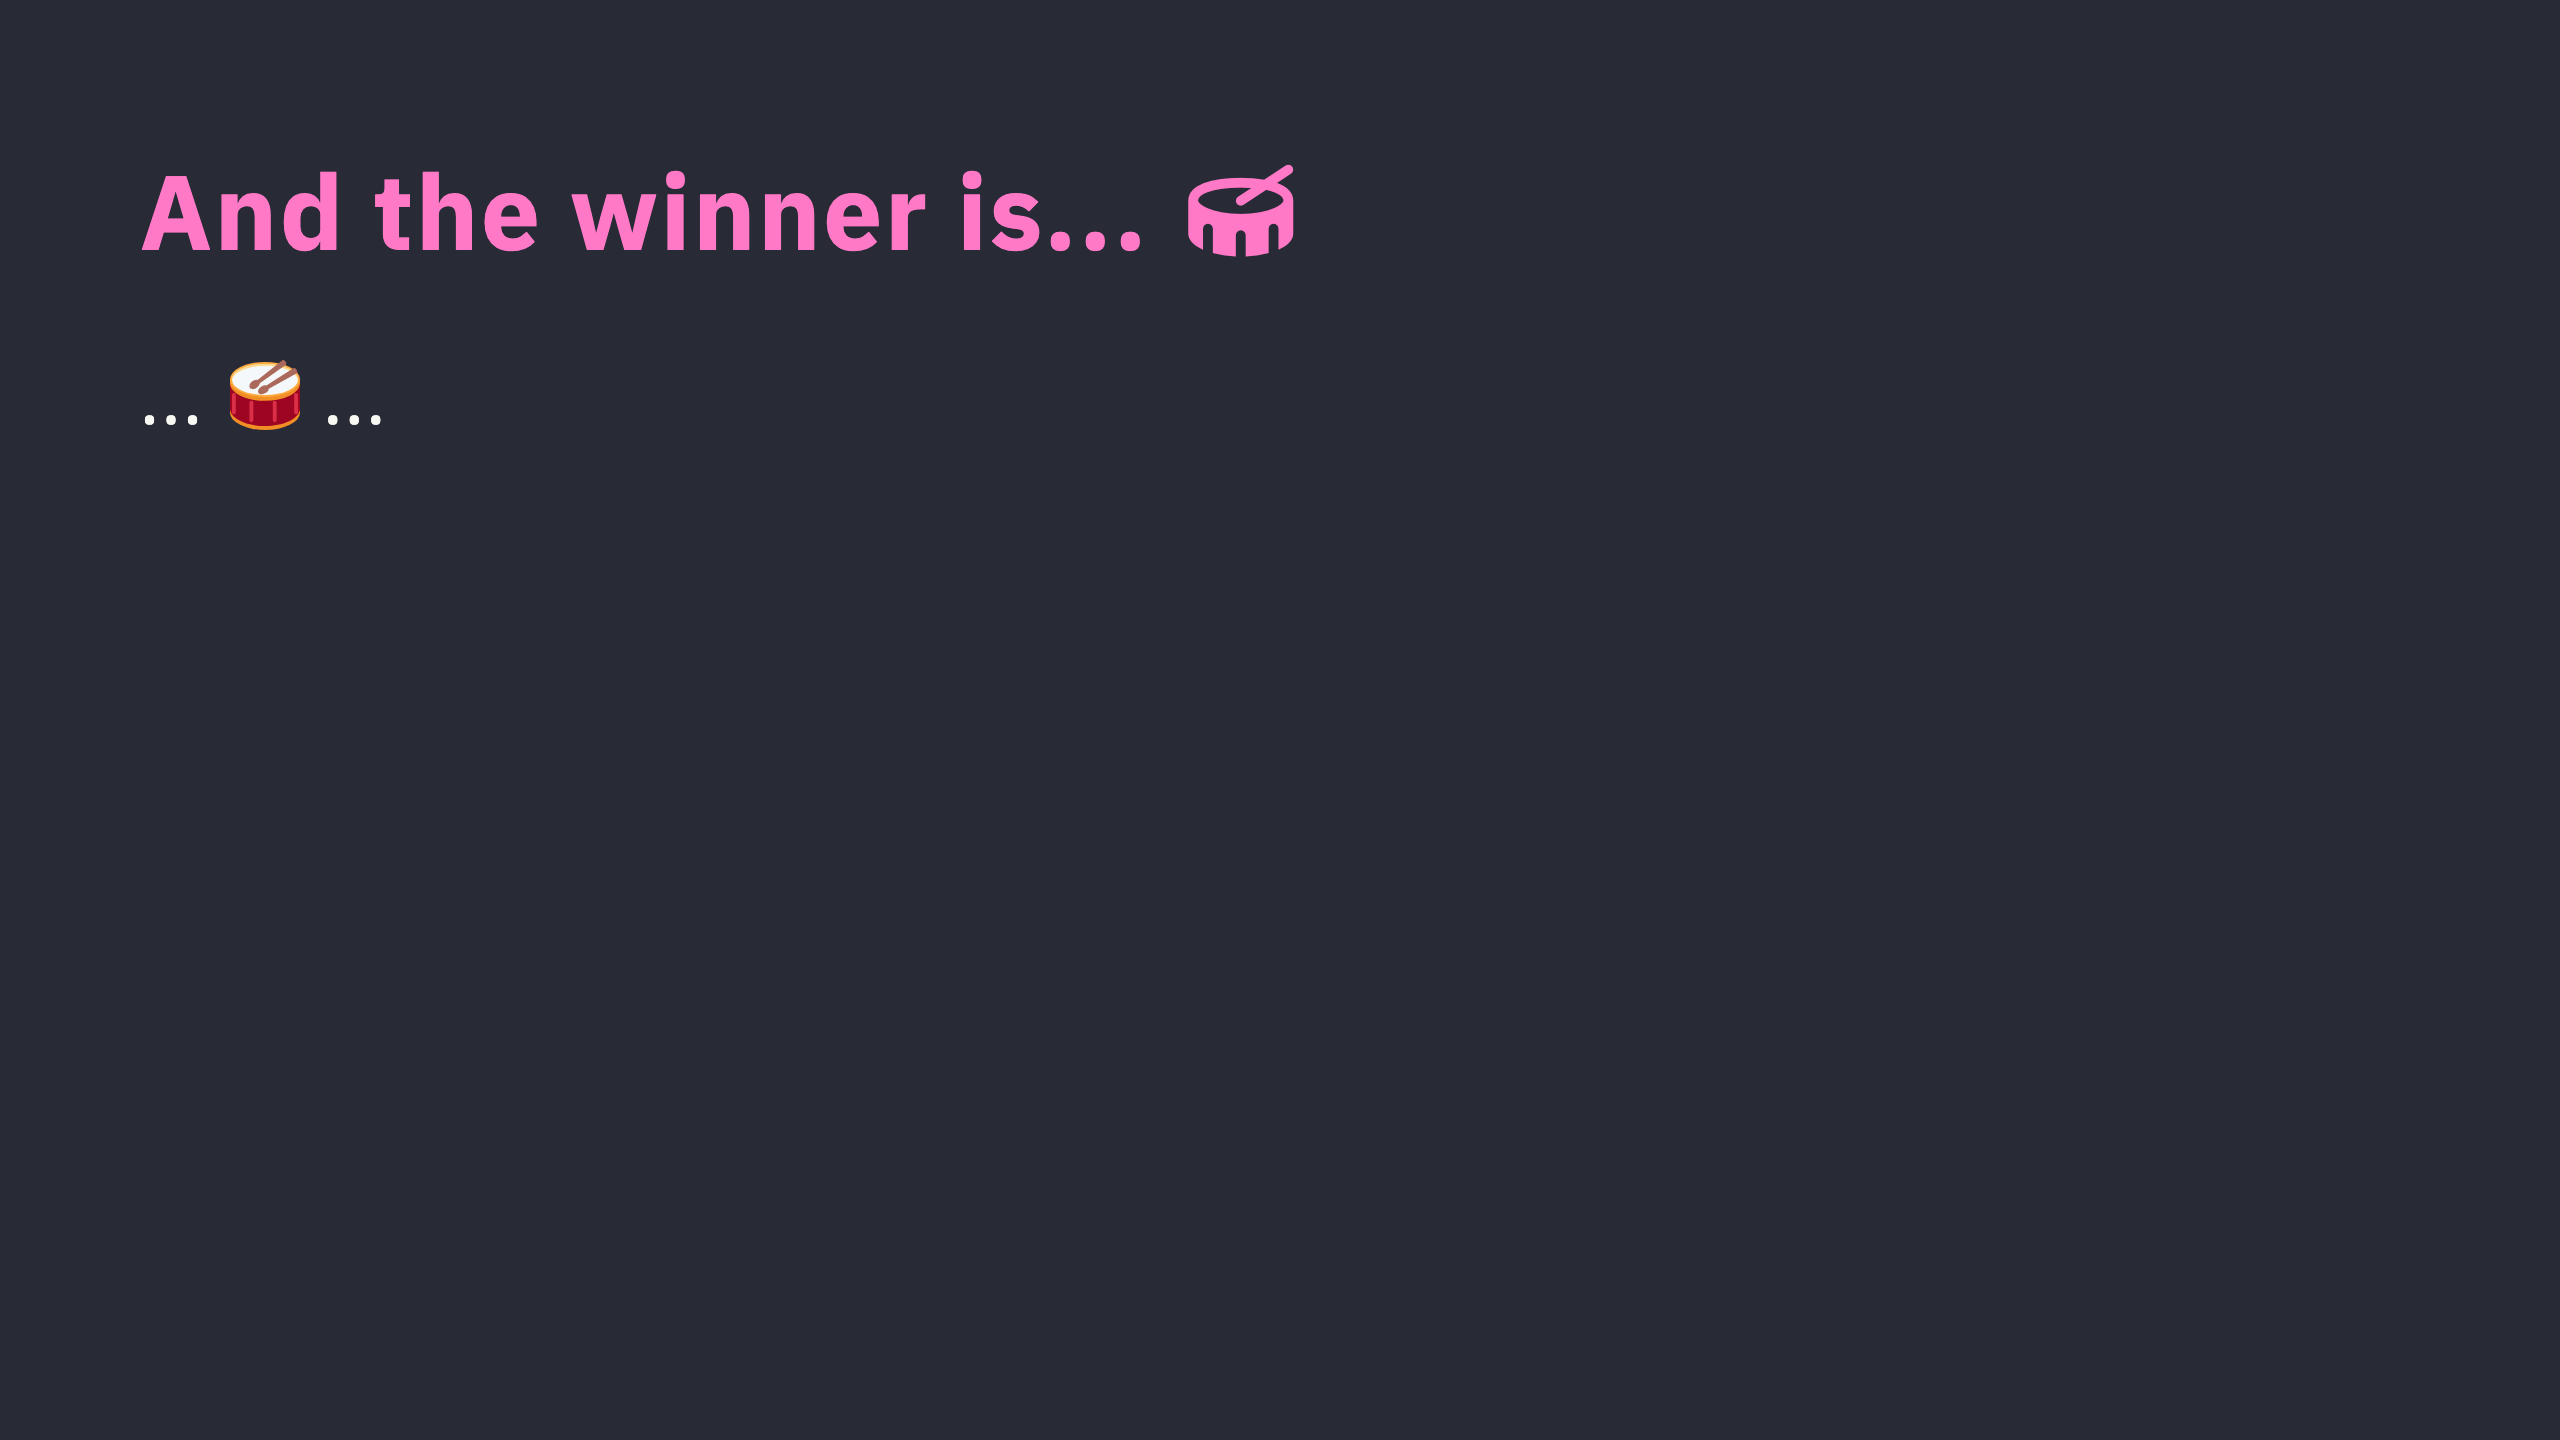 And the winner is... 🥁
... 🥁 ...